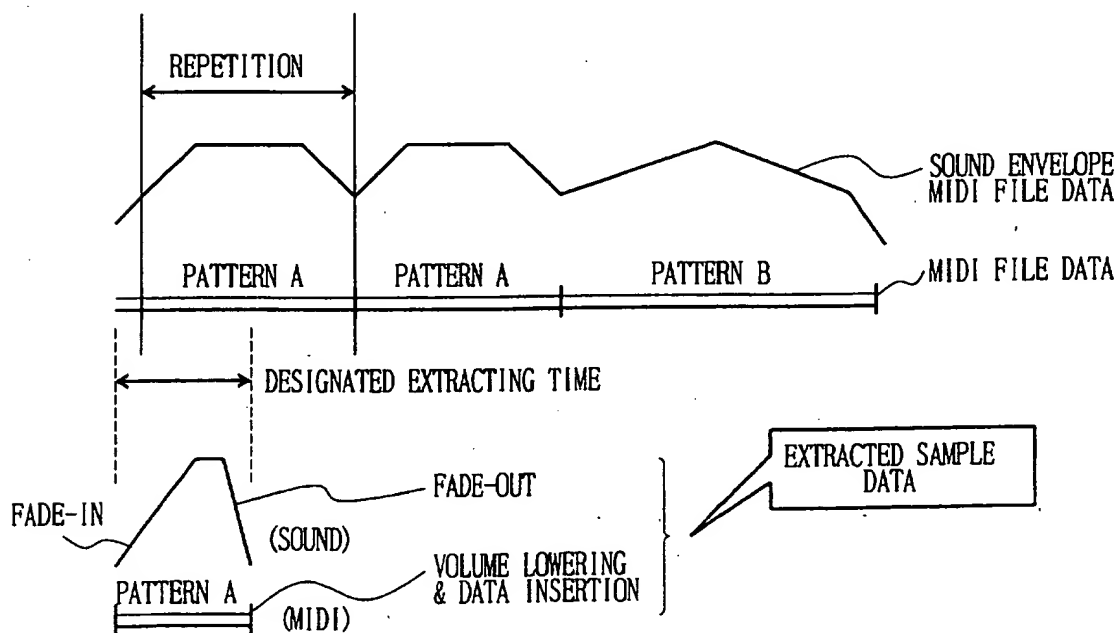 REPETITION
SOUND ENVELOPE
MIDI FILE DATA
PATTERN A
PATTERN A
PATTERN B
MIDI FILE DATA
DESIGNATED EXTRACTING TIME
EXTRACTED SAMPLE
DATA
FADE-OUT
FADE-IN
(SOUND)
VOLUME LOWERING
& DATA INSERTION
PATTERN A
(MIDI)